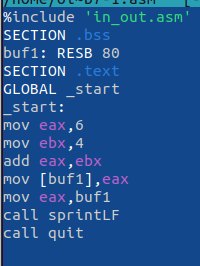 %include 'in_out.asm'
SECTION .bss
buf1: RESB 80
SECTION .text
GLOBAL _start
_start:
mov eax,6
mov ebx,4
add eax,ebx
mov [buf1],eax
mov eax,buf1
call sprintLF
call quit